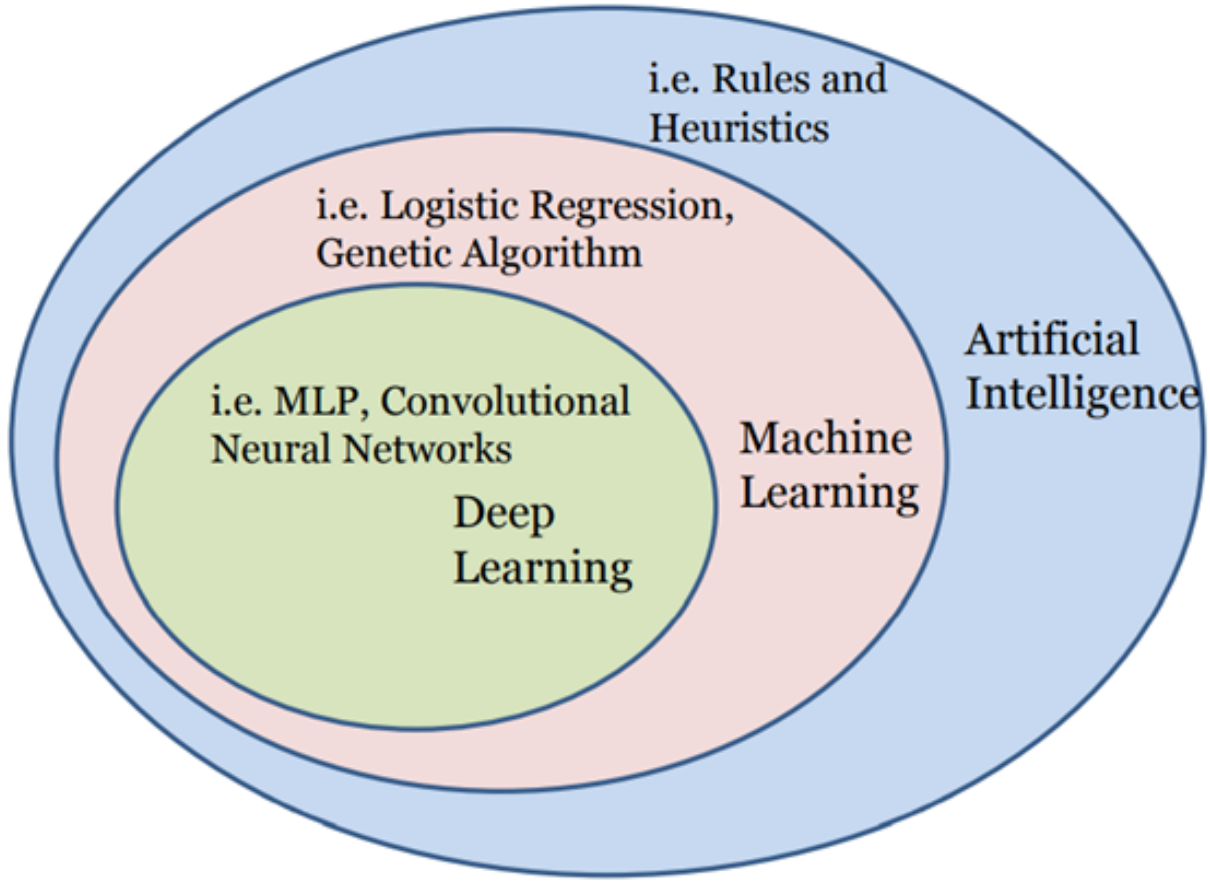 i.e. Rules and
Heuristics
i.e. Logistic Regression,
Genetic Algorithm
Artificial
Intelligence
i.e. MLP, Convolutional
Neural Networks
Machine
Learning
Deep
Learning